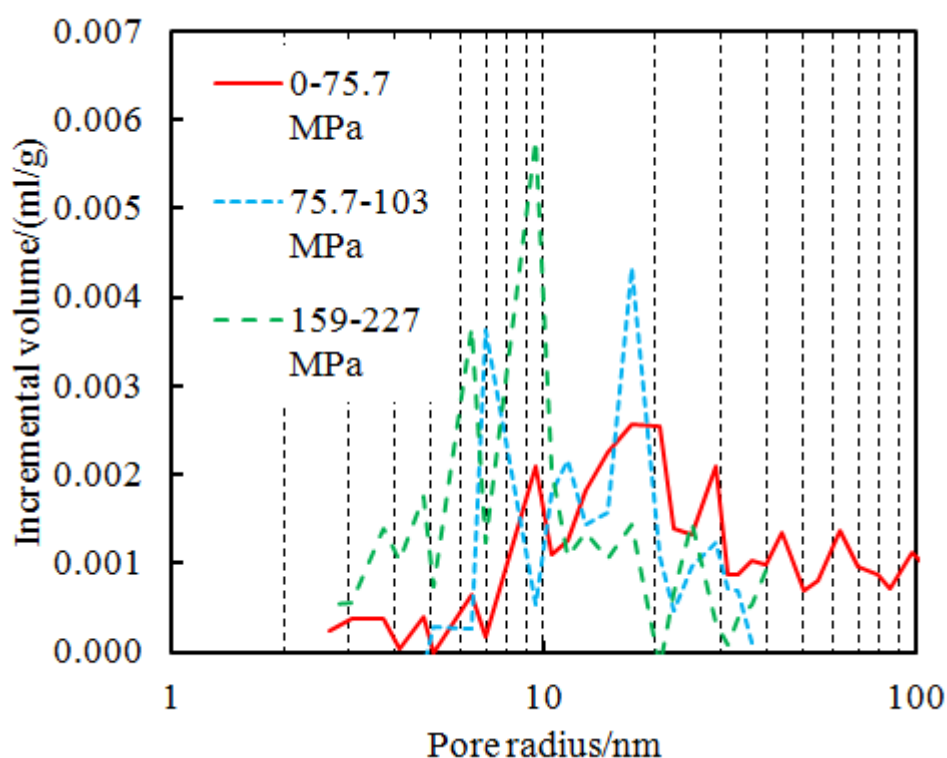 0.007
0.006
0.005
0.004
0.003
0.002
0.001
0.000
Incremental volume/(ml/g)
0-75.7
MPa
75.7-103
MPa
159-227
MPa
1
10
100
Pore radius/nm